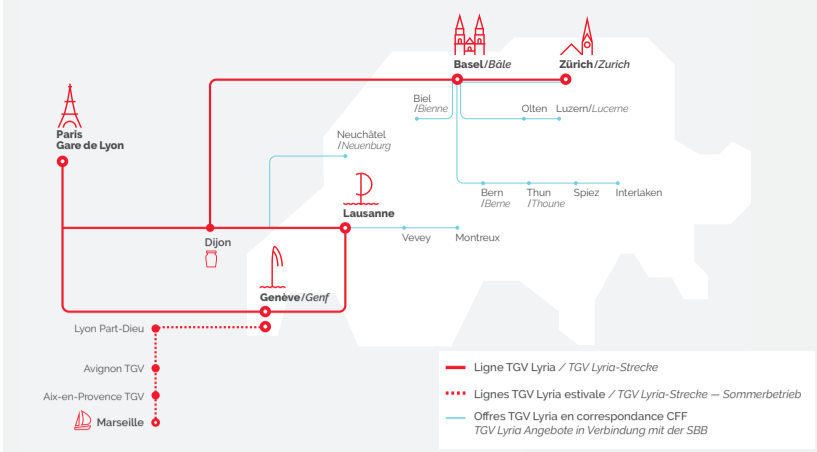 Basel/Bâle
Zürich/Zurich
Biel
/Bienne
Olten
Luzern/Lucerne
Paris
Gare de Lyon
Neuchâtel
/Neuenburg
Bern
/Berne
Thun
/Thoune
Spiez
Interlaken
Lausanne
Dijon
Vevey
Montreux
Genève/Genf
Lyon Part-Dieu
Avignon TGV
Aix-en-Provence TGV
Marseille
Ligne TGV Lyria / TGV Lyria-Strecke
Lignes TGV Lyria estivale / TGV Lyria-Strecke — Sommerbetrieb
Offres TGV Lyria en correspondance CFF
TGV Lyria Angebote in Verbindung mit der SBB